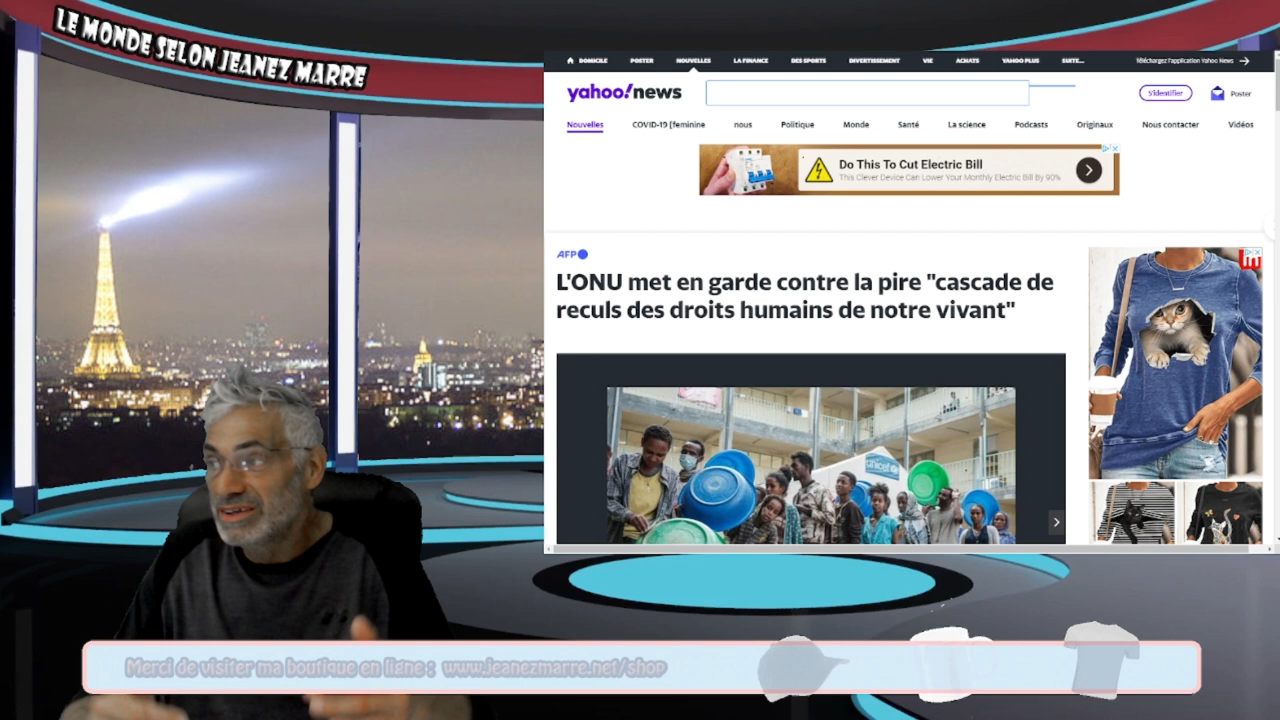 LE MONDE SELON JEANEZ MARRE
DOMICILE POSTER NOUVELLES LA FINANCE DES SPORTS DIVERTISSEMENT VIE ACHATS YAHOO PLUS SUITE... Téléchargez l'application Yahoo News
yahoo!news
S'identifier
Poster
Nouvelles COVID-19 [feminine nous Politique Monde Santé La science Podcasts Originaux Nous contacter Vidéos
Do This To Cut Electric Bill
This Clever Device Can Lower Your Monthly Electric Bill By 90%
AFP
L'ONU met en garde contre la pire "cascade de
reculs des droits humains de notre vivant"
unicef
Merci de visiter ma boutique en ligne : www.jeanezmarre.net/shop